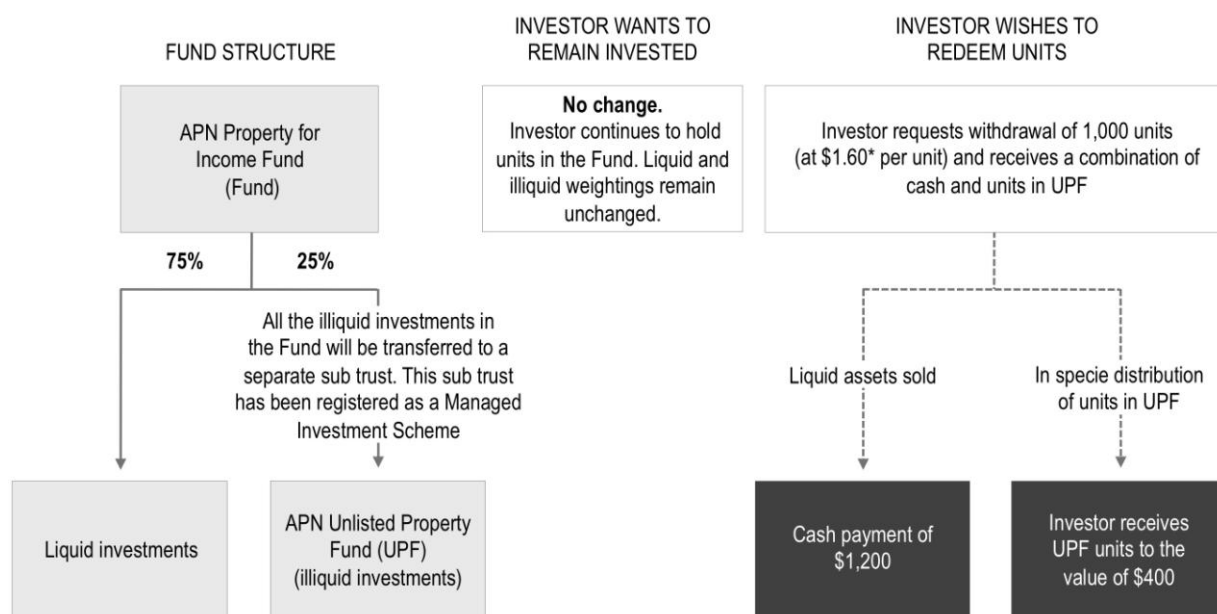 FUND STRUCTURE
INVESTOR WANTS TO
REMAIN INVESTED
INVESTOR WISHES TO
REDEEM UNITS
APN Property for
Income Fund
(Fund)
No change.
Investor continues to hold
units in the Fund. Liquid and
illiquid weightings remain
unchanged.
Investor requests withdrawal of 1,000 units
(at $1.60* per unit) and receives a combination of
cash and units in UPF
75%
25%
All the illiquid investments in
the Fund will be transferred to a
separate sub trust. This sub trust
has been registered as a Managed
Investment Scheme
Liquid assets sold
In specie distribution
of units in UPF
Liquid investments
APN Unlisted Property
Fund (UPF)
(illiquid investments)
Cash payment of
$1,200
Investor receives
UPF units to the
value of $400